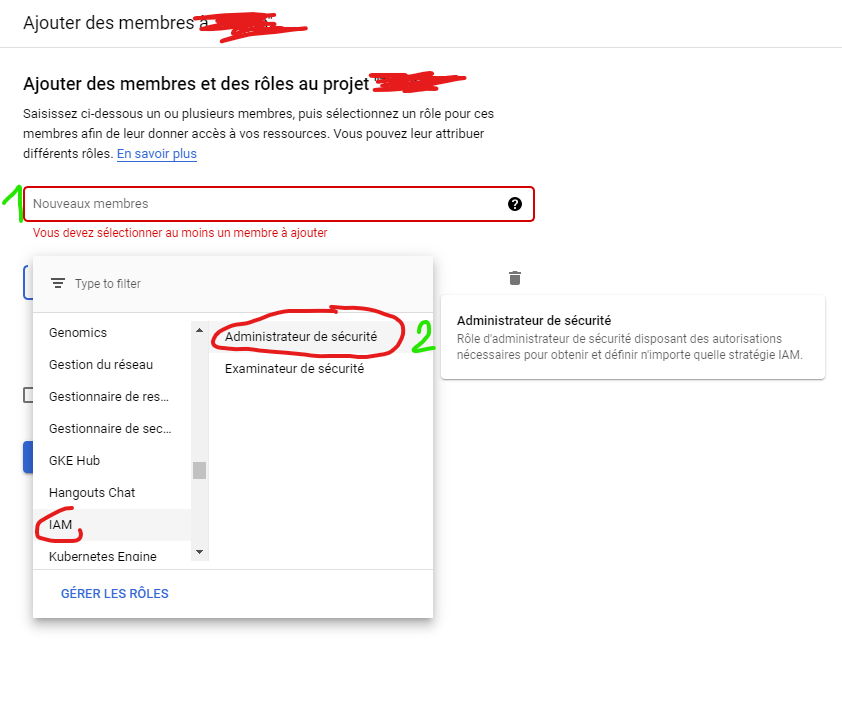 Ajouter des membres à
Ajouter des membres et des rôles au projet "
Saisissez ci-dessous un ou plusieurs membres, puis sélectionnez un rôle pour ces
membres afin de leur donner accès à vos ressources. Vous pouvez leur attribuer
différents rôles. En savoir plus
1
Nouveaux membres
Vous devez sélectionner au moins un membre à ajouter
Type to filter
Genomics
Gestion du réseau
Gestionnaire de res...
Gestionnaire de sec...
GKE Hub
Hangouts Chat
IAM
Kubernetes Engine
Administrateur de sécurité
2
Examinateur de sécurité
GÉRER LES RÔLES
Administrateur de sécurité
Rôle d'administrateur de sécurité disposant des autorisations
nécessaires pour obtenir et définir n'importe quelle stratégie IAM.